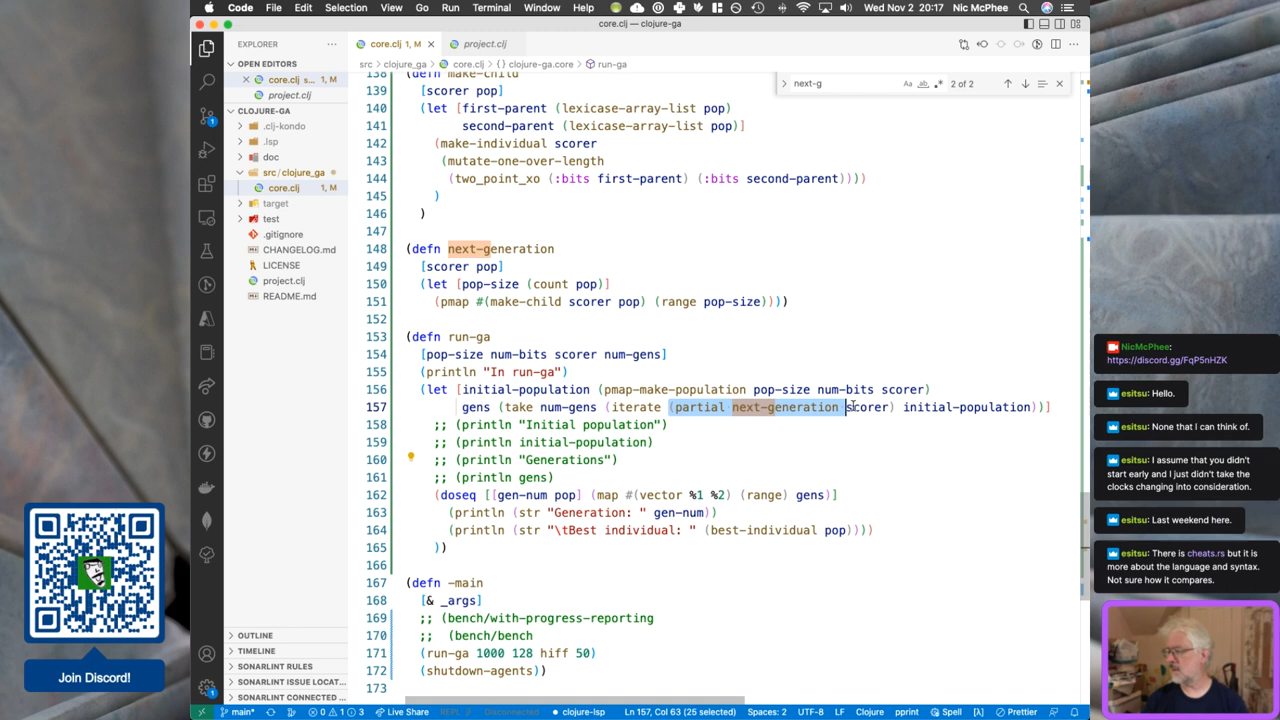 Code File Edit Selection View Go Run Terminal Window Help Wed Nov 2 20:17 Nic McPhee
core.clj — clojure-ga
EXPLORER
OPEN EDITORS
core.clj s... 1, M
project.clj
CLOJURE-GA
.clj-kondo
.lsp
doc
src/clojure_ga
core.clj 1, M
target
test
.gitignore
CHANGELOG.md
LICENSE
project.clj
README.md
OUTLINE
TIMELINE
SONARLINT RULES
SONARLINT ISSUE LOCAT
SONARLINT CONNECTED
core.clj 1, M
project.clj
src > clojure_ga > core.clj > {} clojure-ga.core > run-ga
next-g
Aa ab 2 of 2
138 (defn make-child
139 [scorer pop]
140 (let [first-parent (lexicase-array-list pop)
141 second-parent (lexicase-array-list pop)]
142 (make-individual scorer
143 (mutate-one-over-length
144 (two_point_xo (:bits first-parent) (:bits second-parent))))
145 )
146 )
147
148 (defn next-generation
149 [scorer pop]
150 (let [pop-size (count pop)]
151 (pmap #(make-child scorer pop) (range pop-size))))
152
153 (defn run-ga
154 [pop-size num-bits scorer num-gens]
155 (println "In run-ga")
156 (let [initial-population (pmap-make-population pop-size num-bits scorer)
157 gens (take num-gens (iterate (partial next-generation scorer) initial-population))]
158 ;; (println "Initial population")
159 ;; (println initial-population)
160 ;; (println "Generations")
161 ;; (println gens)
162 (doseq [[gen-num pop] (map #(vector %1 %2) (range) gens)]
163 (println (str "Generation: " gen-num))
164 (println (str "\tBest individual: " (best-individual pop))))
165 ))
166
167 (defn -main
168 [& _args]
169 ;; (bench/with-progress-reporting
170 ;; (bench/bench
171 (run-ga 1000 128 hiff 50)
172 (shutdown-agents))
173
main* 0 1 3 Live Share REPL Disconnected clojure-lsp Ln 157, Col 63 (25 selected) Spaces: 2 UTF-8 LF Clojure pprint Spell [λ] Prettier
Join Discord!
NicMcPhee:
https://discord.gg/FqP5nHZK
esitsu: Hello.
esitsu: None that I can think of.
esitsu: I assume that you didn't
start early and I just didn't take the
clocks changing into consideration.
esitsu: Last weekend here.
esitsu: There is cheats.rs but it is
more about the language and syntax.
Not sure how it compares.